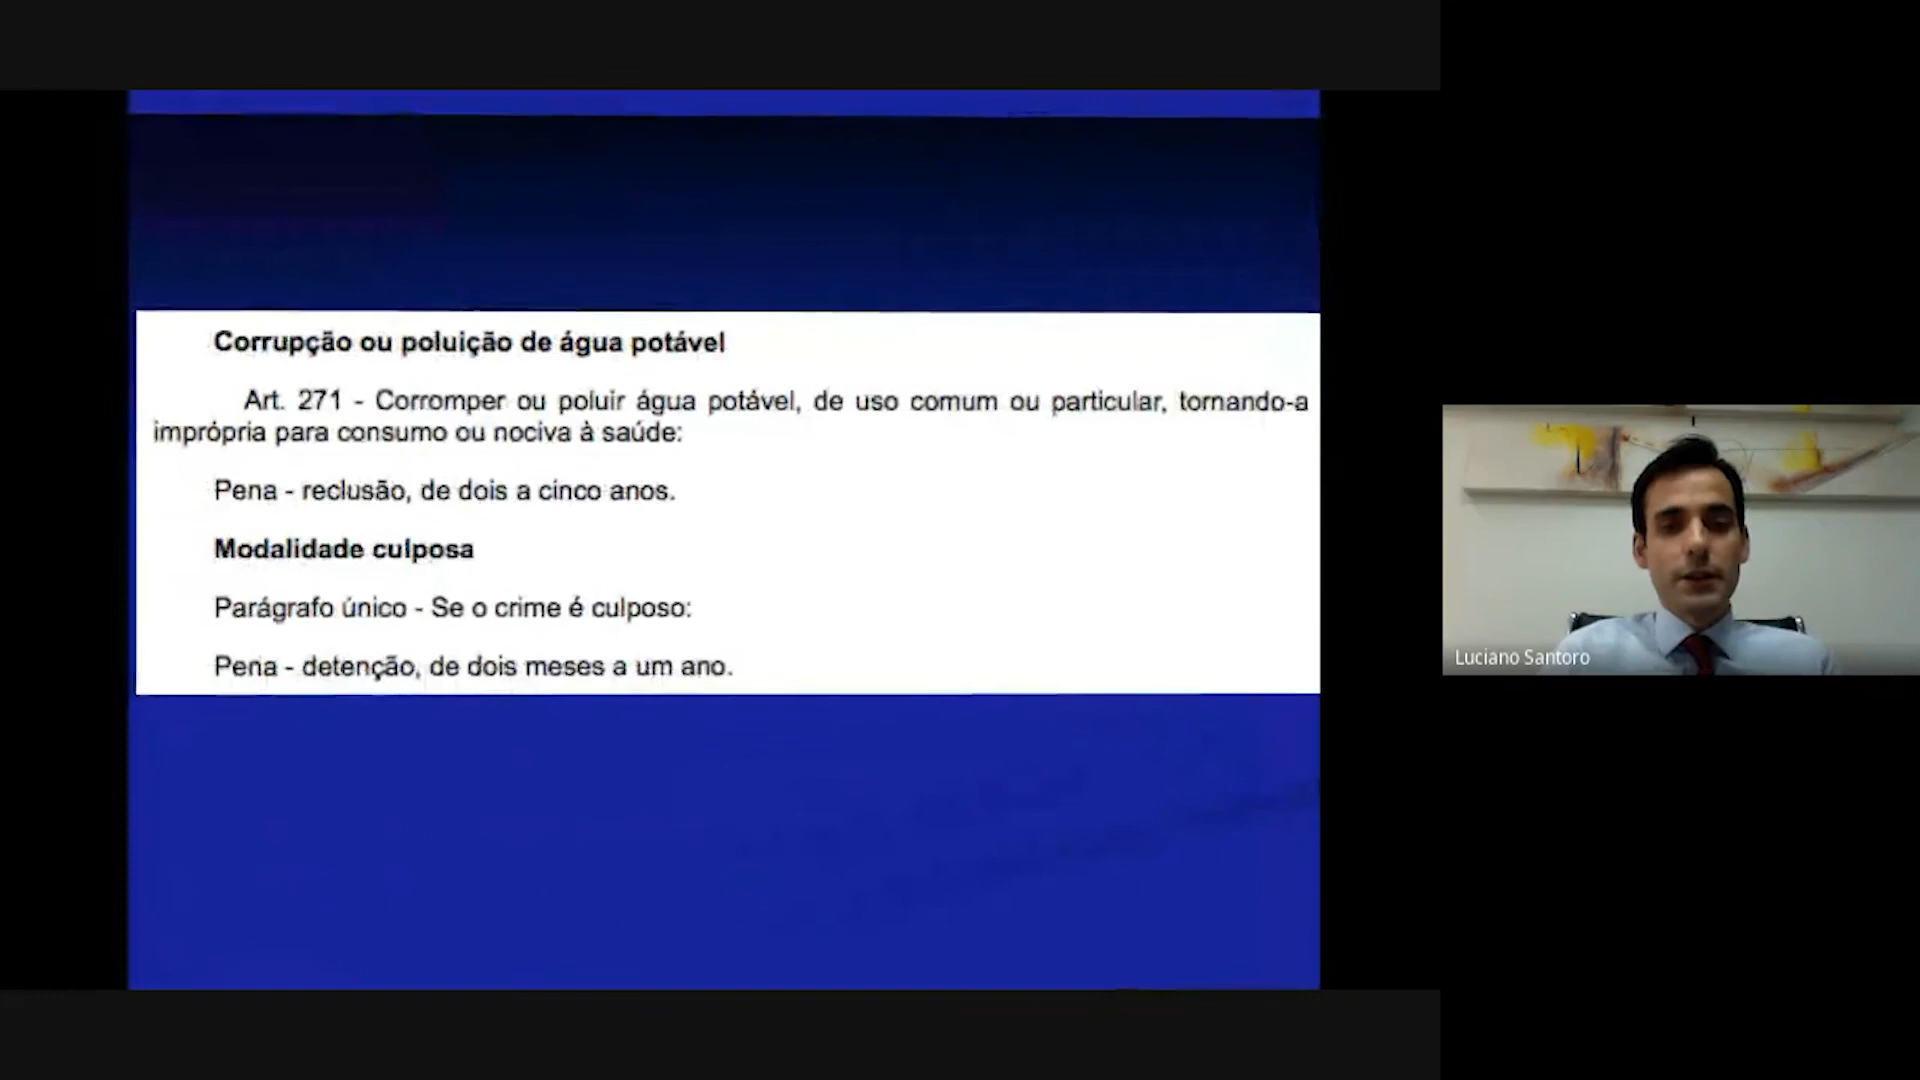 Corrupção ou poluição de água potável
Art. 271 - Corromper ou poluir água potável, de uso comum ou particular, tornando-a
imprópria para consumo ou nociva à saúde:
Pena - reclusão, de dois a cinco anos.
Modalidade culposa
Parágrafo único - Se o crime é culposo:
Pena - detenção, de dois meses a um ano.
Luciano Santoro